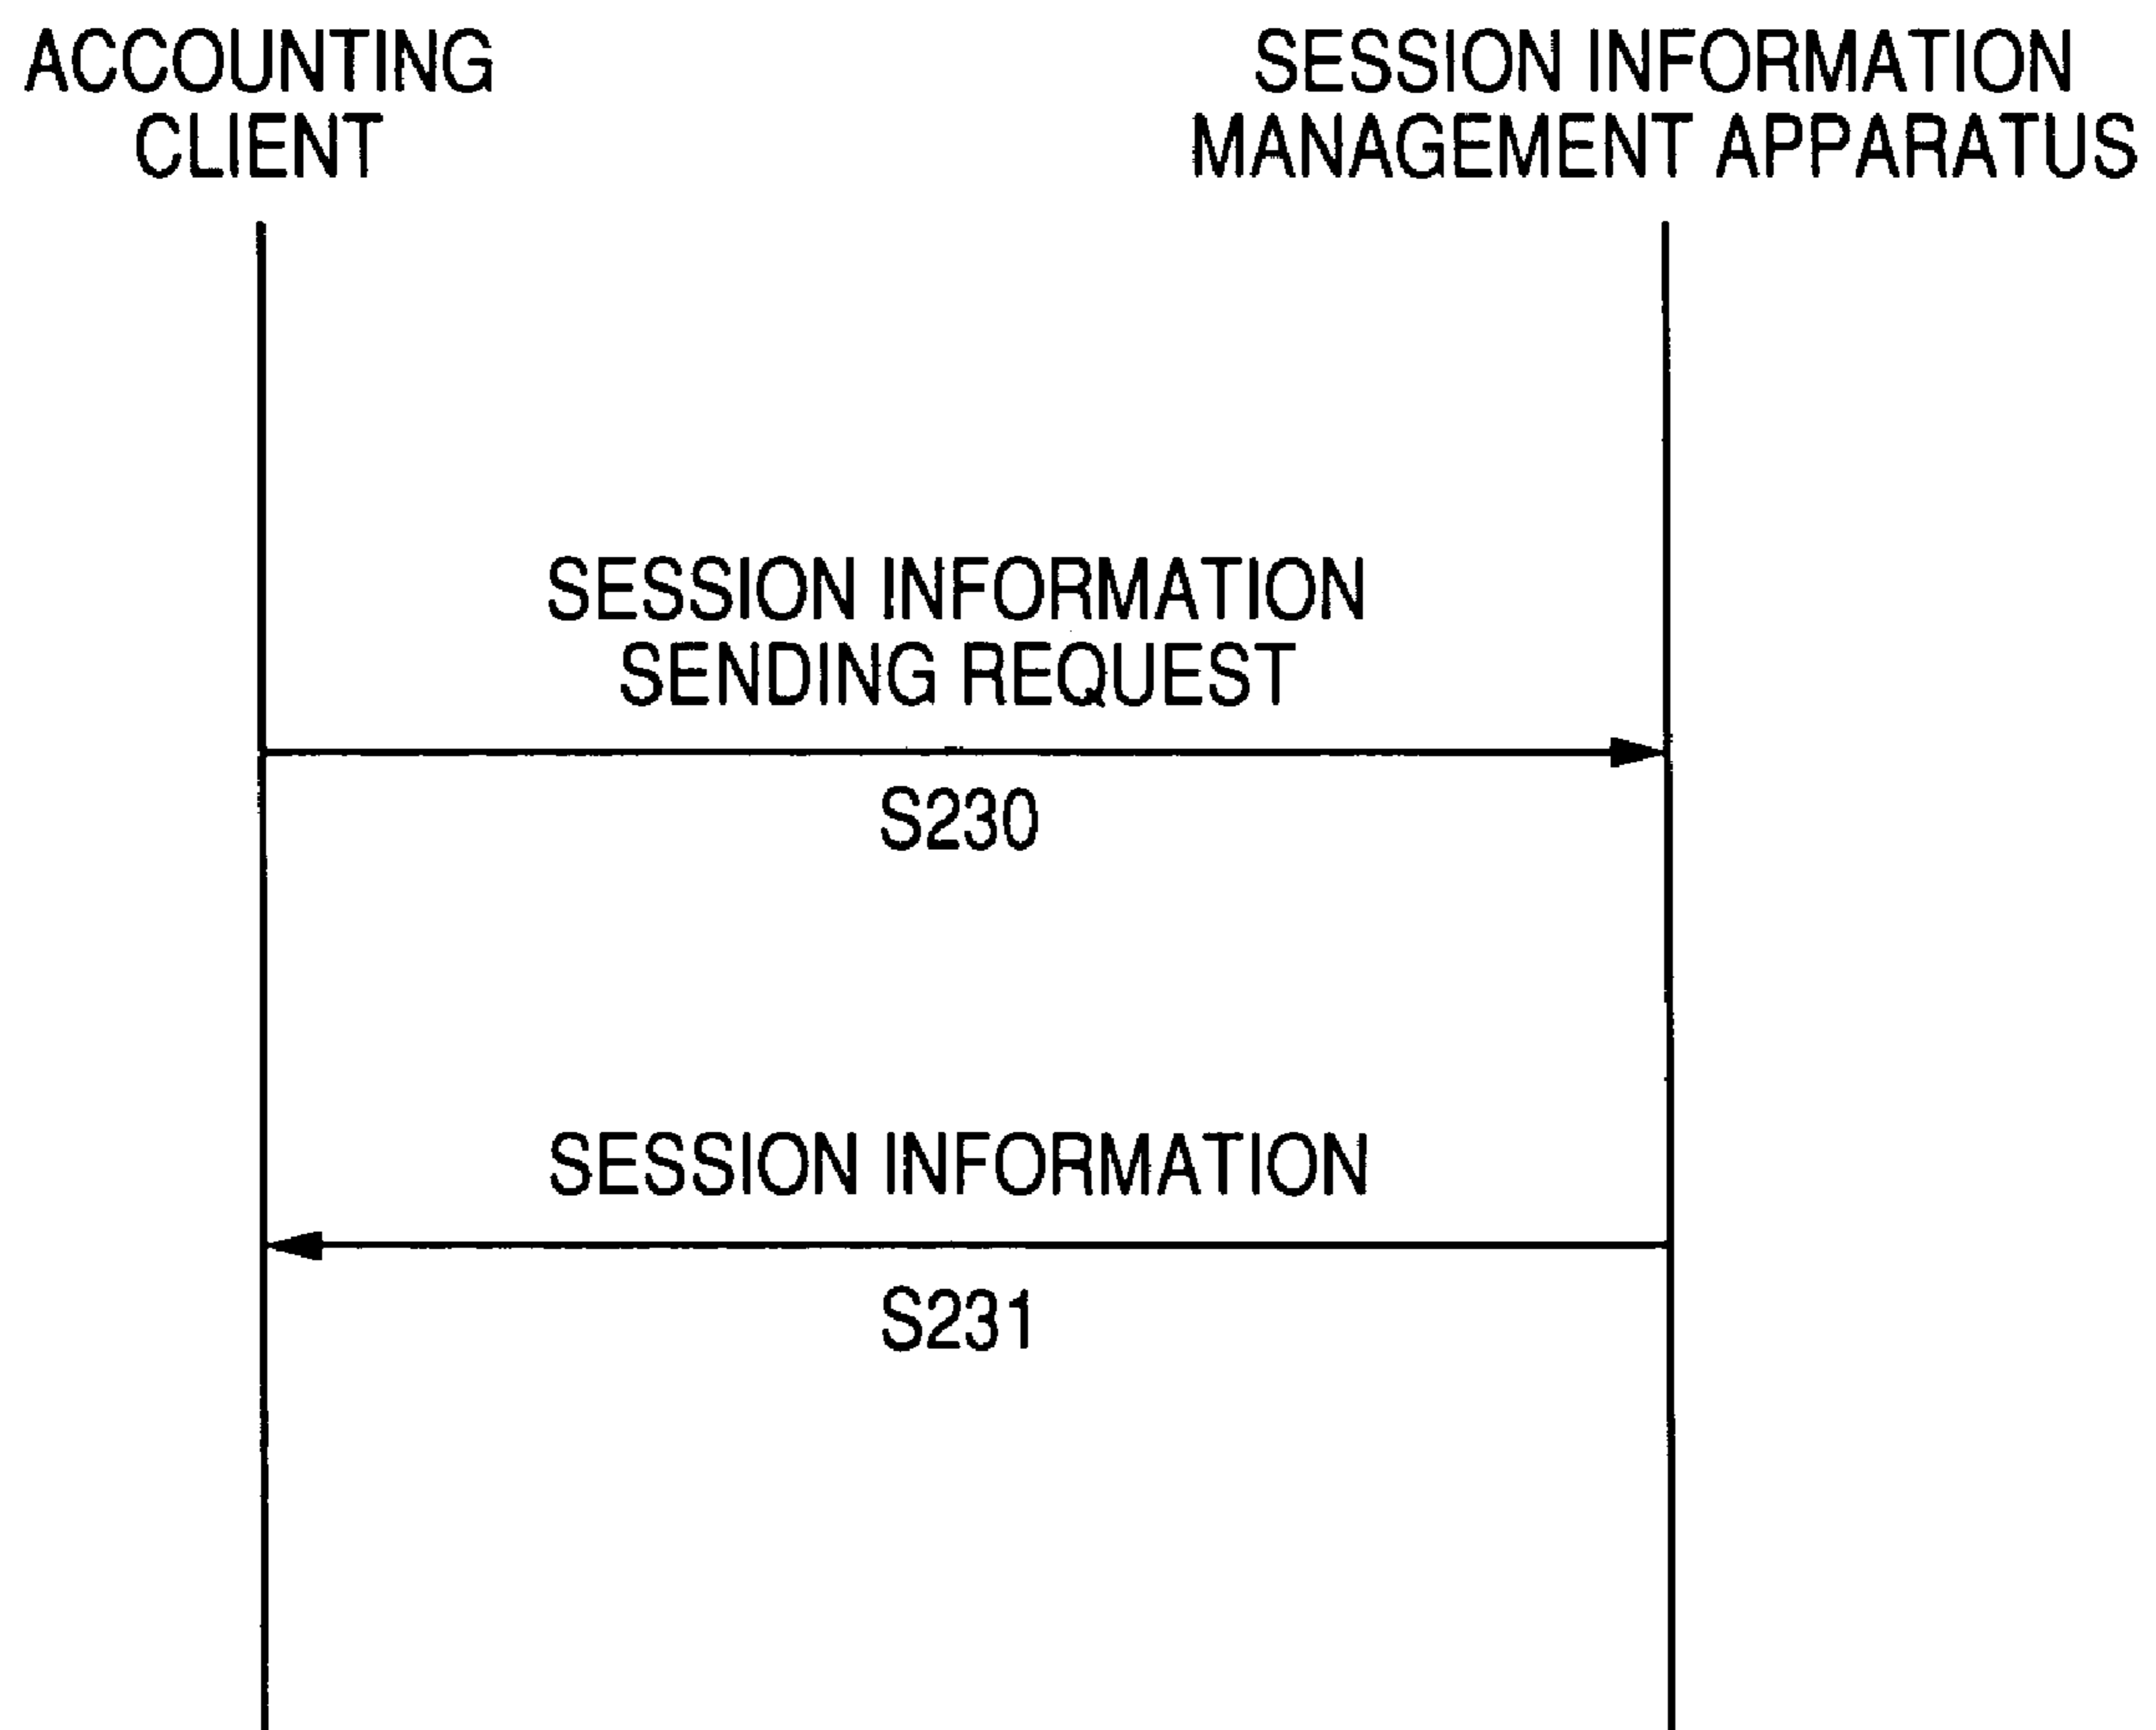 ACCOUNTING
CLIENT
SESSION INFORMATION
MANAGEMENT APPARATUS
SESSION INFORMATION
SENDING REQUEST
S230
SESSION INFORMATION
S231